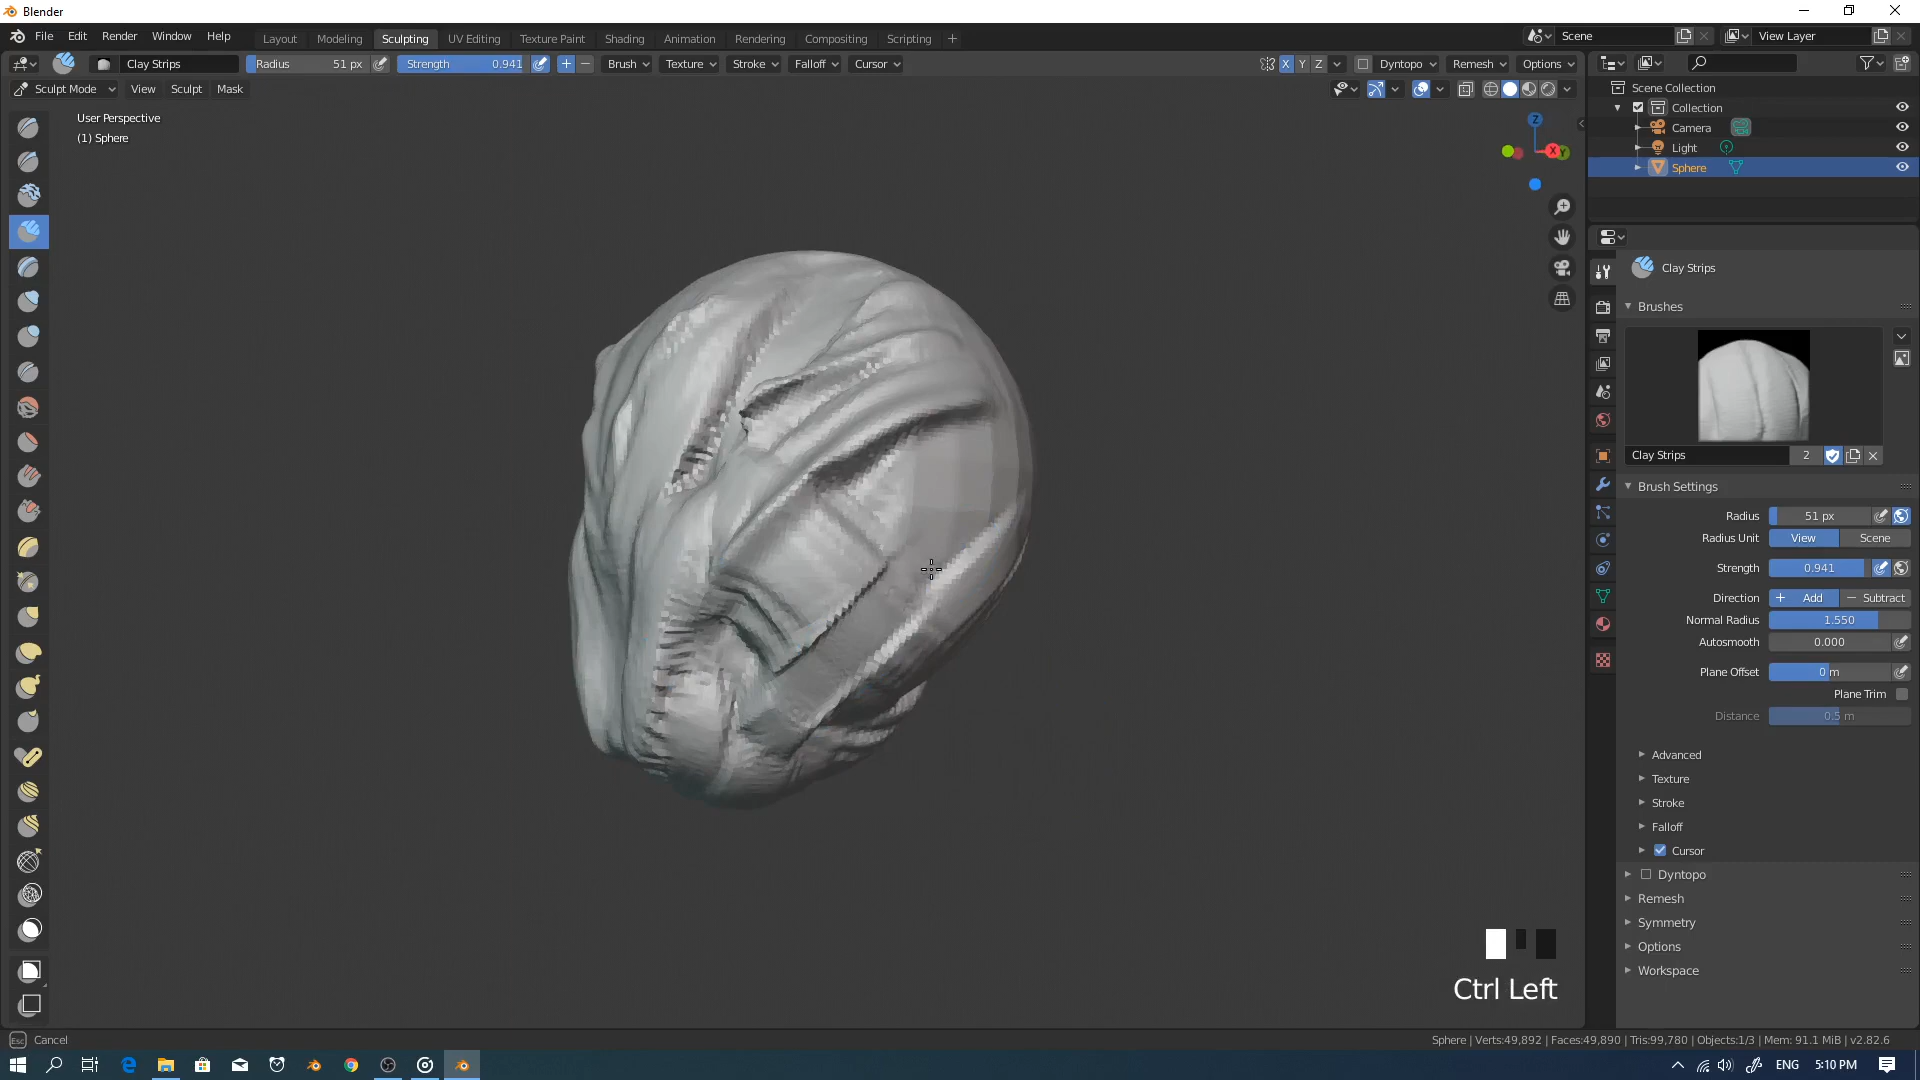 Blender
File Edit Render Window Help
Layout Modeling Sculpting UV Editing Texture Paint Shading Animation Rendering Compositing Scripting +
Scene
View Layer
Clay Strips
Radius 51 px
Strength 0.941
+ −
Brush Texture Stroke Falloff Cursor
X Y Z
Dyntopo Remesh Options
Sculpt Mode View Sculpt Mask
User Perspective
(1) Sphere
Z
X
Y
Scene Collection
Collection
Camera
Light
Sphere
Clay Strips
Brushes
Clay Strips 2
Brush Settings
Radius 51 px
Radius Unit View Scene
Strength 0.941
Direction + Add − Subtract
Normal Radius 1.550
Autosmooth 0.000
Plane Offset 0 m
Plane Trim
Distance 0.5 m
Advanced
Texture
Stroke
Falloff
Cursor
Dyntopo
Remesh
Symmetry
Options
Workspace
Ctrl Left
Esc Cancel
Sphere | Verts:49,892 | Faces:49,890 | Tris:99,780 | Objects:1/3 | Mem: 91.1 MiB | v2.82.6
ENG 5:10 PM